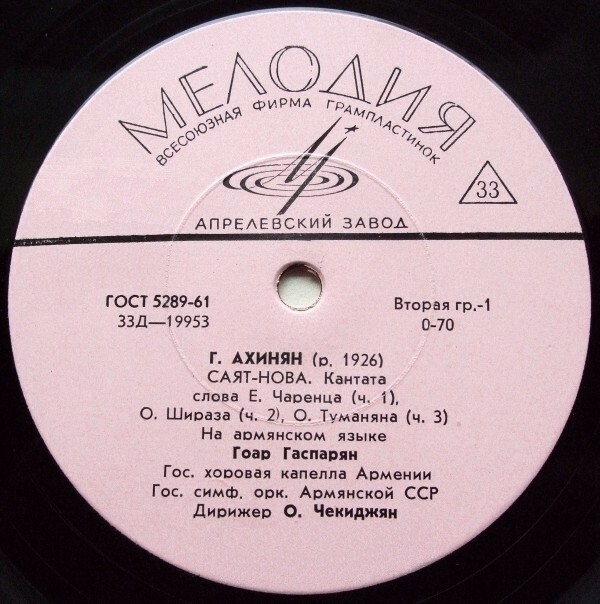 МЕЛОДИЯ
ВСЕСОЮЗНАЯ ФИРМА ГРАМПЛАСТИНОК
33
АПРЕЛЕВСКИЙ ЗАВОД
ГОСТ 5289-61
33Д—19953
Вторая гр.-1
0-70
Г. АХИНЯН (р. 1926)
САЯТ-НОВА. Кантата
слова Е. Чаренца (ч. 1),
О. Шираза (ч. 2), О. Туманяна (ч. 3)
На армянском языке
Гоар Гаспарян
Гос. хоровая капелла Армении
Гос. симф. орк. Армянской ССР
Дирижер О. Чекиджян